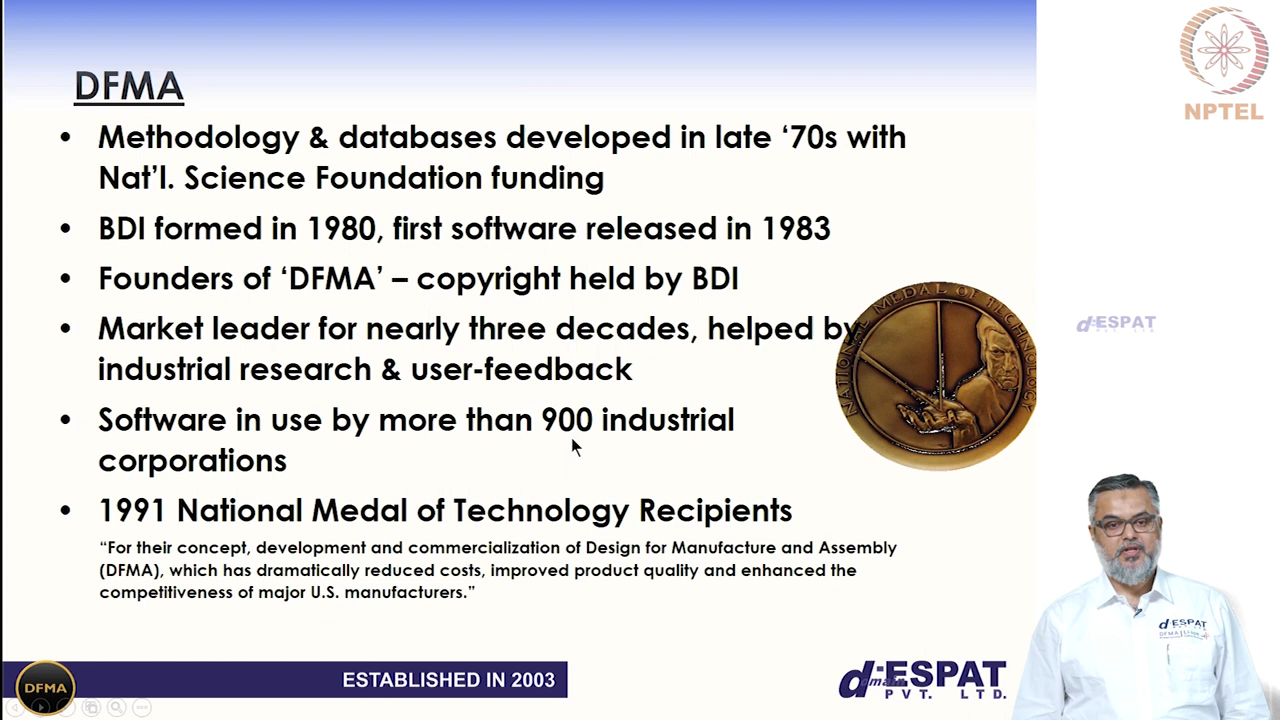 DFMA
NPTEL
• Methodology & databases developed in late ‘70s with
Nat’l. Science Foundation funding
• BDI formed in 1980, first software released in 1983
• Founders of ‘DFMA’ – copyright held by BDI
• Market leader for nearly three decades, helped by
industrial research & user-feedback
• Software in use by more than 900 industrial
corporations
• 1991 National Medal of Technology Recipients
“For their concept, development and commercialization of Design for Manufacture and Assembly
(DFMA), which has dramatically reduced costs, improved product quality and enhanced the
competitiveness of major U.S. manufacturers.”
NATIONAL MEDAL OF TECHNOLOGY
d-ESPAT
PVT. LTD.
d-ESPAT
DFMA
DFMA
ESTABLISHED IN 2003
d-ESPAT
main
PVT. LTD.